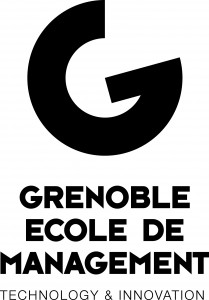 G
GRENOBLE
ECOLE DE
MANAGEMENT
TECHNOLOGY & INNOVATION